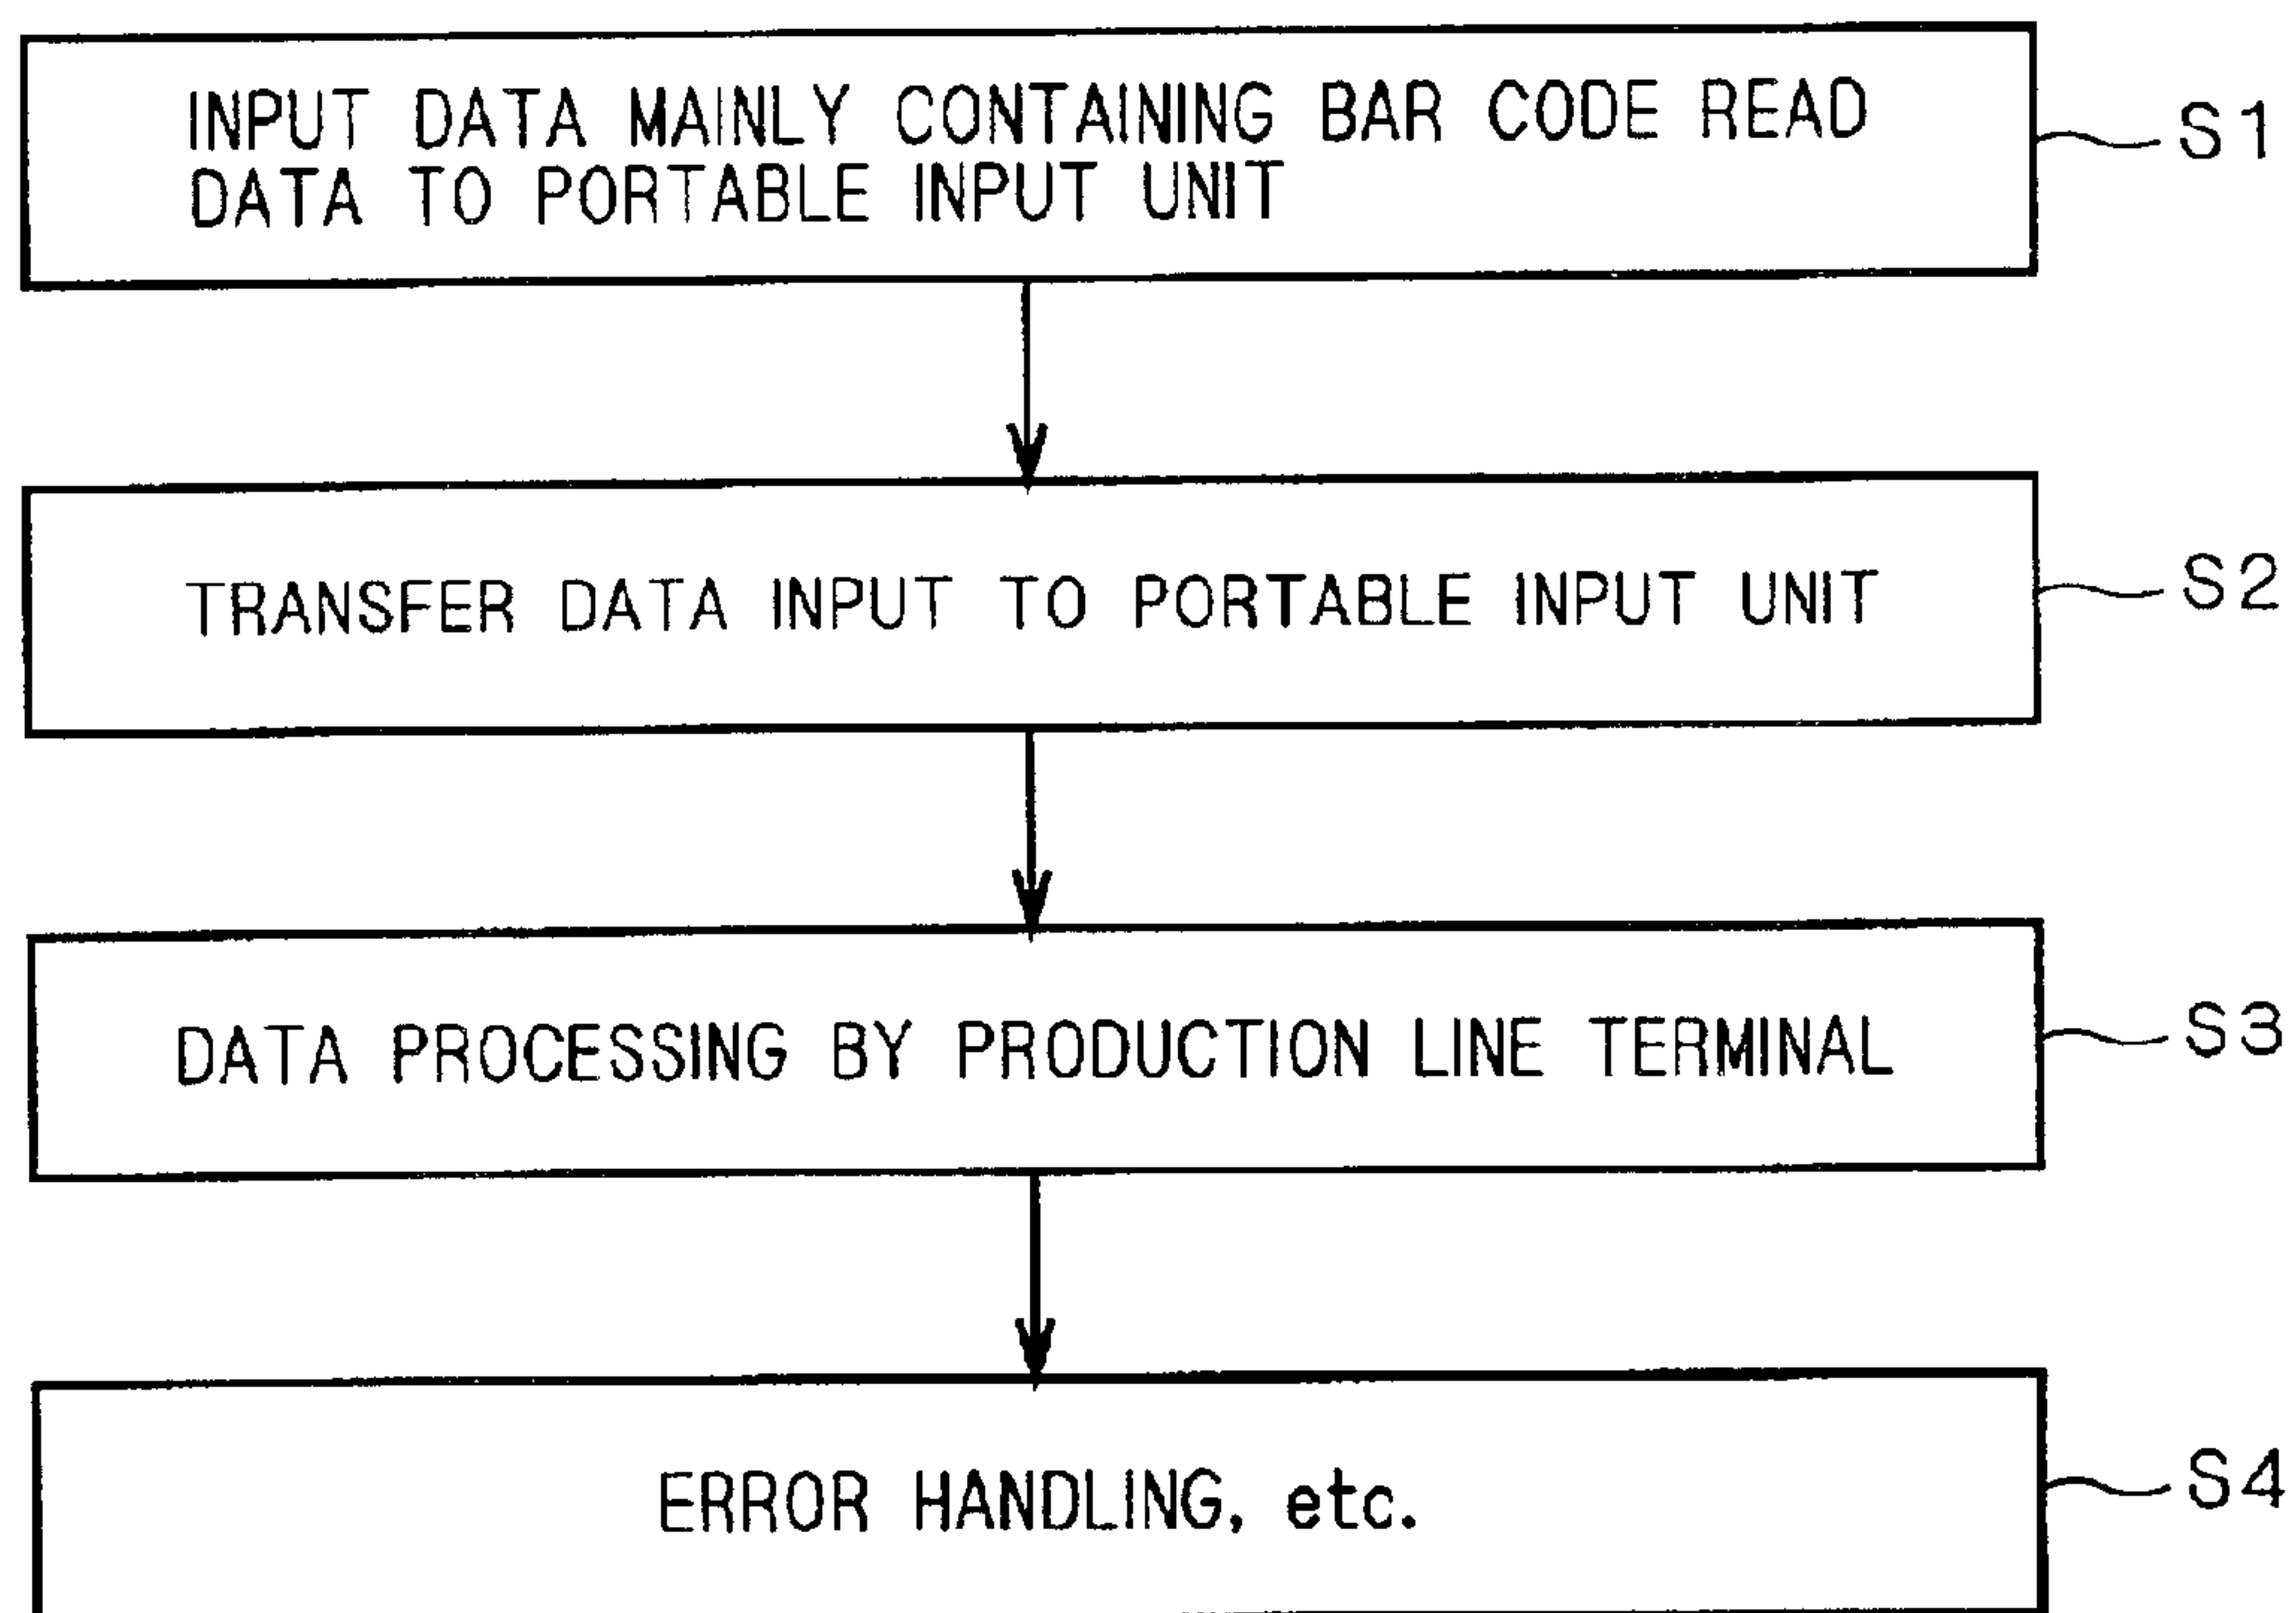 INPUT DATA MAINLY CONTAINING BAR CODE READ
DATA TO PORTABLE INPUT UNIT
S1
TRANSFER DATA INPUT TO PORTABLE INPUT UNIT
S2
DATA PROCESSING BY PRODUCTION LINE TERMINAL
S3
ERROR HANDLING, etc.
S4